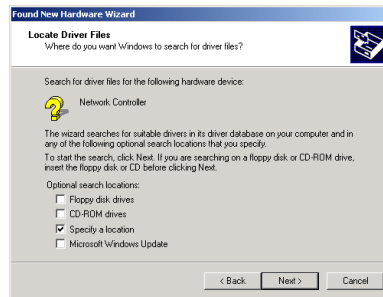 Found New Hardware Wizard
Locate Driver Files
Where do you want Windows to search for driver files?
Search for driver files for the following hardware device:
Network Controller
The wizard searches for suitable drivers in its driver database on your computer and in
any of the following optional search locations that you specify.
To start the search, click Next. If you are searching on a floppy disk or CD-ROM drive,
insert the floppy disk or CD before clicking Next.
Optional search locations:
Floppy disk drives
CD-ROM drives
Specify a location
Microsoft Windows Update
< Back Next > Cancel